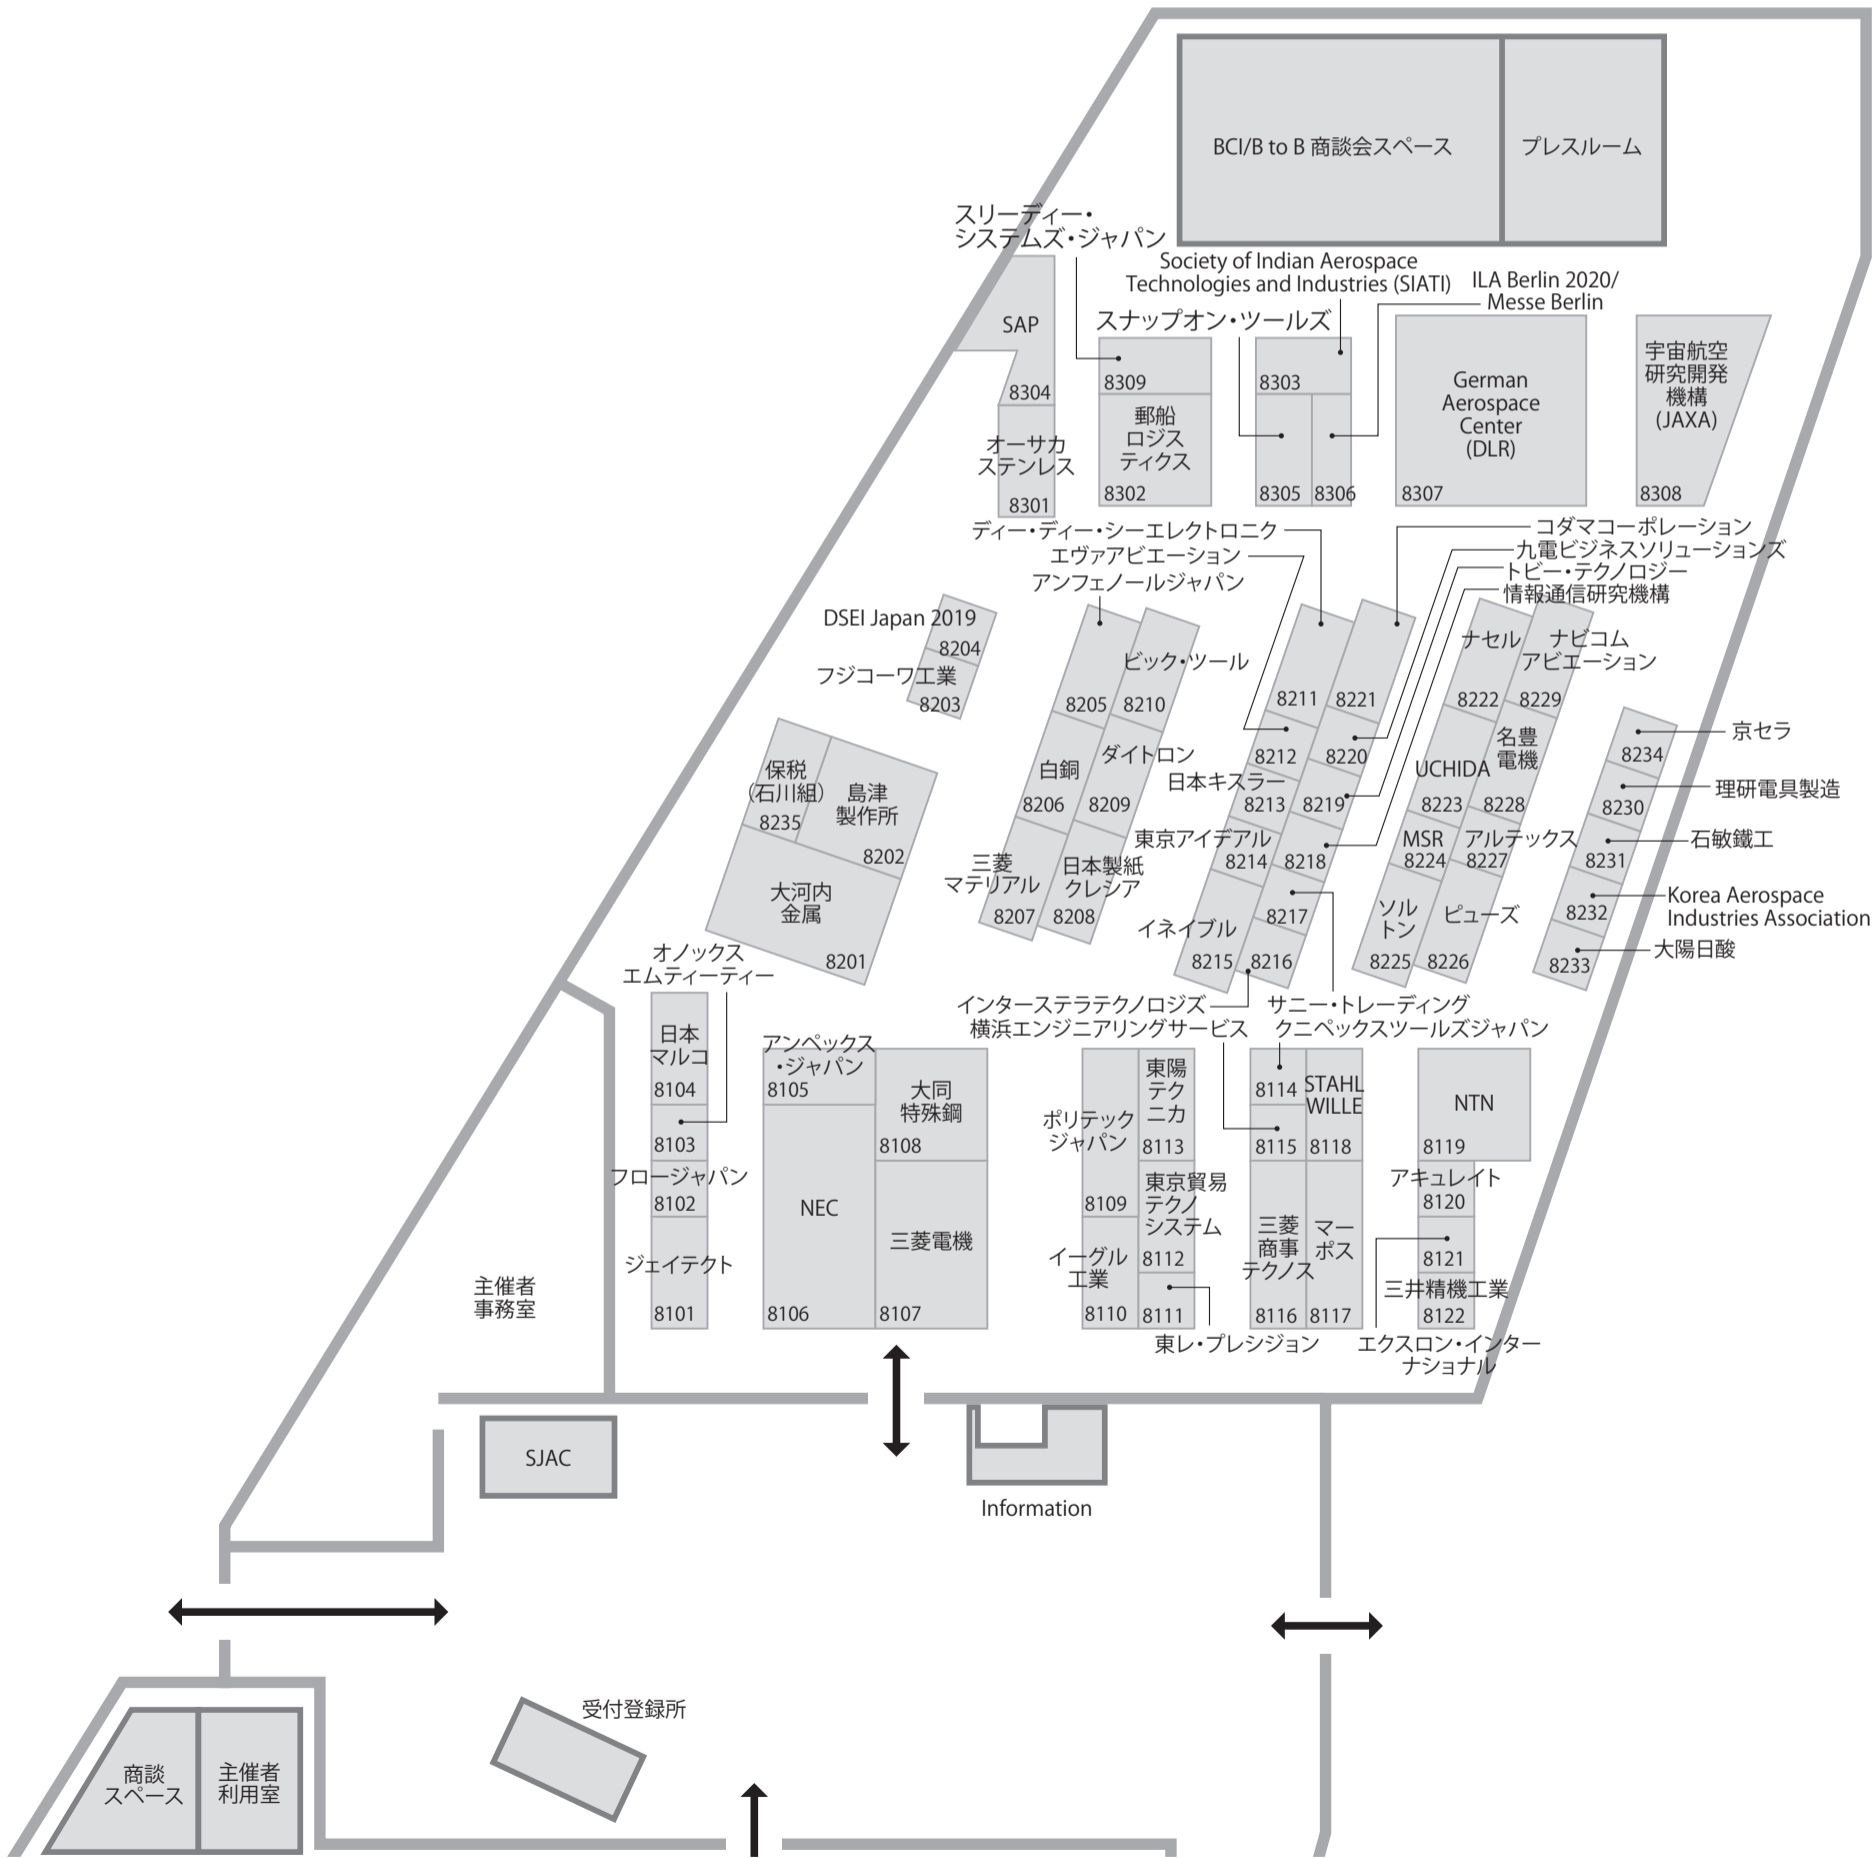 BCI/B to B 商談会スペース
プレスルーム
スリーディー・
システムズ・ジャパン
Society of Indian Aerospace
Technologies and Industries (SIATI)
ILA Berlin 2020/
Messe Berlin
スナップオン・ツールズ
SAP
8304
オーサカ
ステンレス
8301
8309
郵船
ロジス
ティクス
8302
8303
8305
8306
German
Aerospace
Center
(DLR)
8307
宇宙航空
研究開発
機構
(JAXA)
8308
ディー・ディー・シーエレクトロニク
エヴァアビエーション
アンフェノールジャパン
コダマコーポレーション
九電ビジネスソリューションズ
トビー・テクノロジー
情報通信研究機構
DSEI Japan 2019
8204
フジコーワ工業
8203
保税
（石川組）
8235
島津
製作所
8202
大河内
金属
8201
8205
ビック・ツール
8210
白銅
8206
ダイトロン
8209
三菱
マテリアル
8207
日本製紙
クレシア
8208
8211
8221
8212
8220
日本キスラー
8213
8219
東京アイデアル
8214
8218
8217
イネイブル
8215
8216
ナセル
8222
ナビコム
アビエーション
8229
UCHIDA
8223
名豊
電機
8228
MSR
8224
アルテックス
8227
ソル
トン
8225
ピューズ
8226
8234
京セラ
8230
理研電具製造
8231
石敏鐵工
8232
Korea Aerospace
Industries Association
8233
大陽日酸
オノックス
エムティーティー
インターステラテクノロジズ
横浜エンジニアリングサービス
サニー・トレーディング
クニペックスツールズジャパン
日本
マルコ
8104
8103
フロージャパン
8102
ジェイテクト
8101
アンペックス
・ジャパン
8105
NEC
8106
大同
特殊鋼
8108
三菱電機
8107
ポリテック
ジャパン
8109
東陽
テク
ニカ
8113
東京貿易
テクノ
システム
8112
イーグル
工業
8110
8111
東レ・プレシジョン
8114
8115
STAHL
WILLE
8118
三菱
商事
テクノス
8116
マー
ポス
8117
NTN
8119
アキュレイト
8120
8121
三井精機工業
8122
エクスロン・インター
ナショナル
主催者
事務室
SJAC
Information
受付登録所
商談
スペース
主催者
利用室